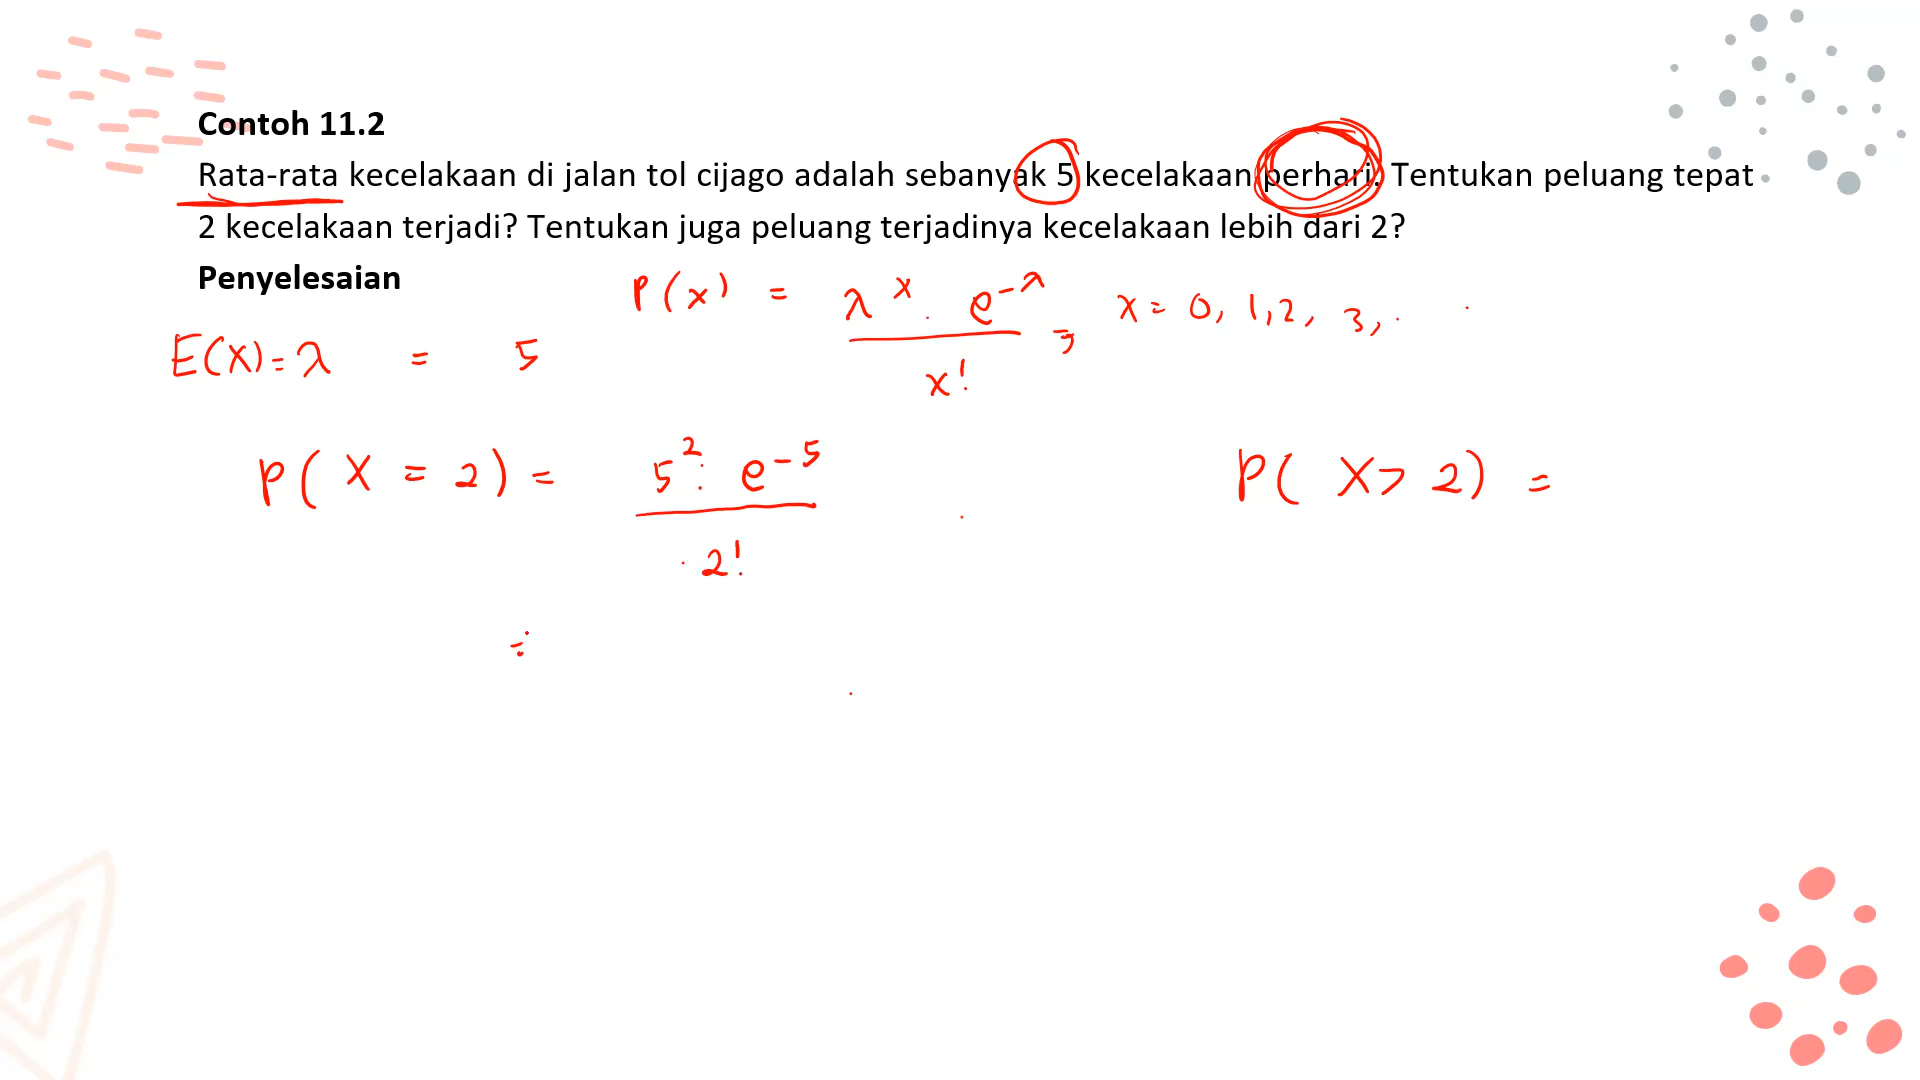 Contoh 11.2
Rata-rata kecelakaan di jalan tol cijago adalah sebanyak 5 kecelakaan perhari. Tentukan peluang tepat
2 kecelakaan terjadi? Tentukan juga peluang terjadinya kecelakaan lebih dari 2?
Penyelesaian
P(x) = λ^x . e^-λ / x! ; x = 0, 1, 2, 3, . .
E(X) = λ = 5
P(X = 2) = 5² . e^-5 / 2!
P(X > 2) =
=